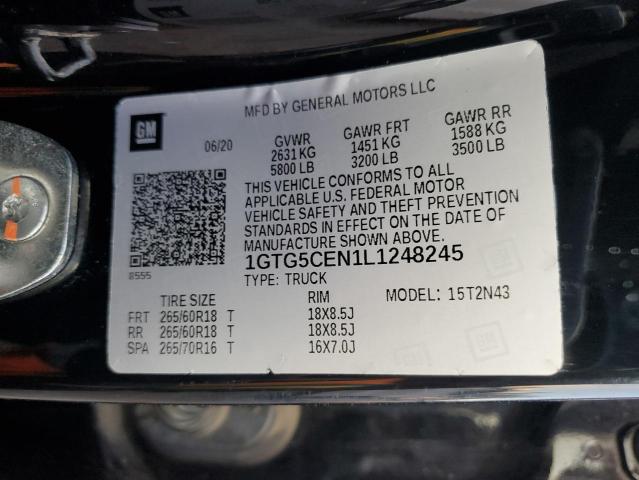 MFD BY GENERAL MOTORS LLC
GM
06/20 GVWR GAWR FRT GAWR RR
2631 KG 1451 KG 1588 KG
5800 LB 3200 LB 3500 LB
THIS VEHICLE CONFORMS TO ALL
APPLICABLE U.S. FEDERAL MOTOR
VEHICLE SAFETY AND THEFT PREVENTION
STANDARDS IN EFFECT ON THE DATE OF
MANUFACTURE SHOWN ABOVE.
8555
1GTG5CEN1L1248245
TYPE: TRUCK
TIRE SIZE RIM MODEL: 15T2N43
FRT 265/60R18 T 18X8.5J
RR 265/60R18 T 18X8.5J
SPA 265/70R16 T 16X7.0J
GM
GM